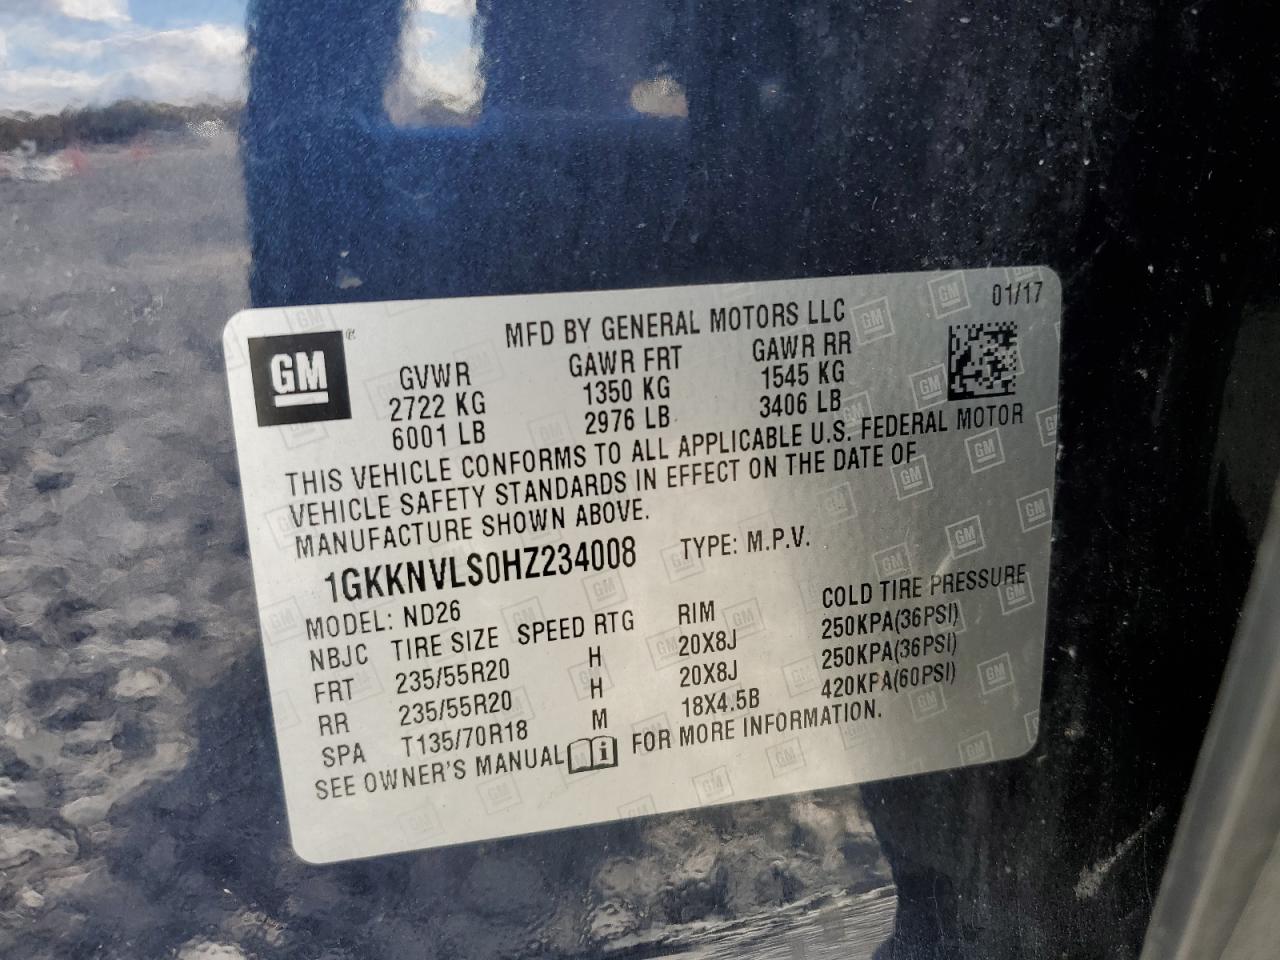 01/17
MFD BY GENERAL MOTORS LLC
GM
GVWR GAWR FRT GAWR RR
2722 KG 1350 KG 1545 KG
6001 LB 2976 LB 3406 LB
THIS VEHICLE CONFORMS TO ALL APPLICABLE U.S. FEDERAL MOTOR
VEHICLE SAFETY STANDARDS IN EFFECT ON THE DATE OF
MANUFACTURE SHOWN ABOVE.
1GKKNVLS0HZ234008 TYPE: M.P.V.
MODEL: ND26
NBJC TIRE SIZE SPEED RTG RIM COLD TIRE PRESSURE
FRT 235/55R20 H 20X8J 250KPA(36PSI)
RR 235/55R20 H 20X8J 250KPA(36PSI)
SPA T135/70R18 M 18X4.5B 420KPA(60PSI)
SEE OWNER'S MANUAL FOR MORE INFORMATION.